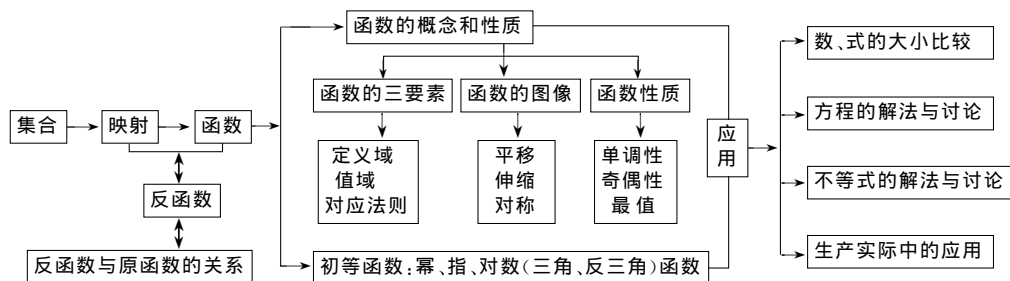 函数的概念和性质
函数的三要素
函数的图像
函数性质
集合
映射
函数
定义域
值域
对应法则
平移
伸缩
对称
单调性
奇偶性
最值
应
用
反函数
反函数与原函数的关系
初等函数:幂、指、对数(三角、反三角)函数
数、式的大小比较
方程的解法与讨论
不等式的解法与讨论
生产实际中的应用